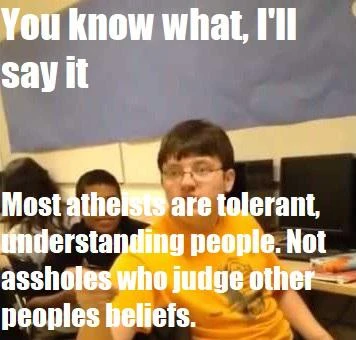 You know what, I'll
say it
Most atheists are tolerant,
understanding people. Not
assholes who judge other
peoples beliefs.